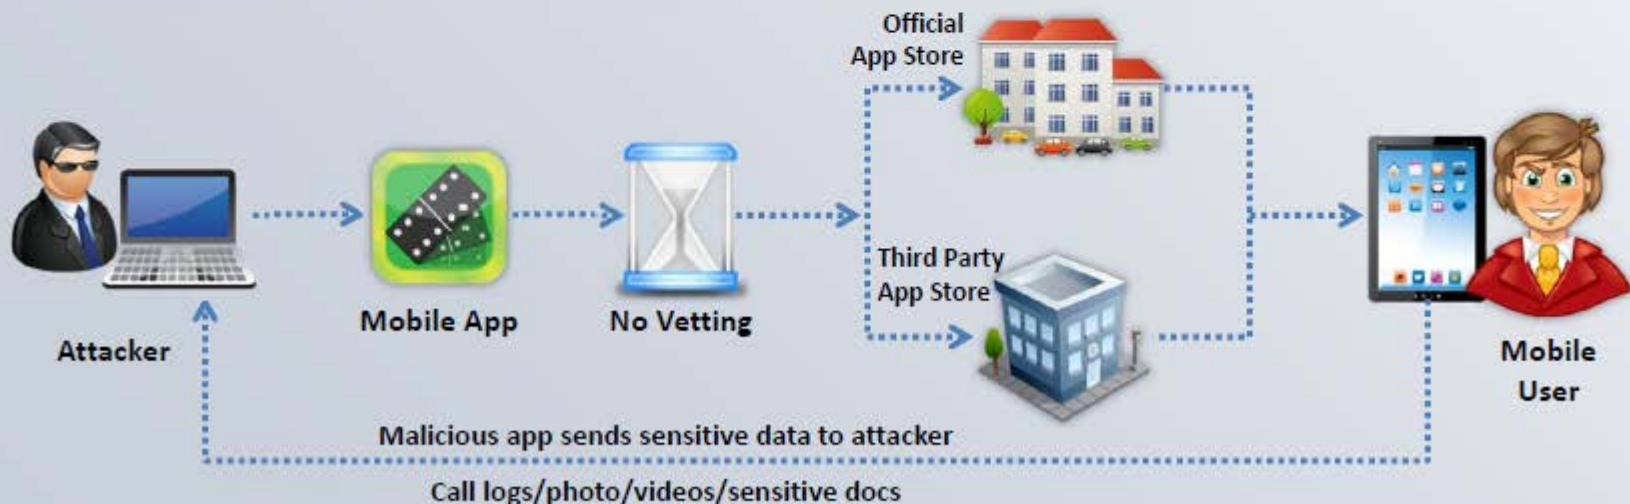 Official
App Store
Third Party
App Store
Attacker
Mobile App
No Vetting
Mobile
User
Malicious app sends sensitive data to attacker
Call logs/photo/videos/sensitive docs